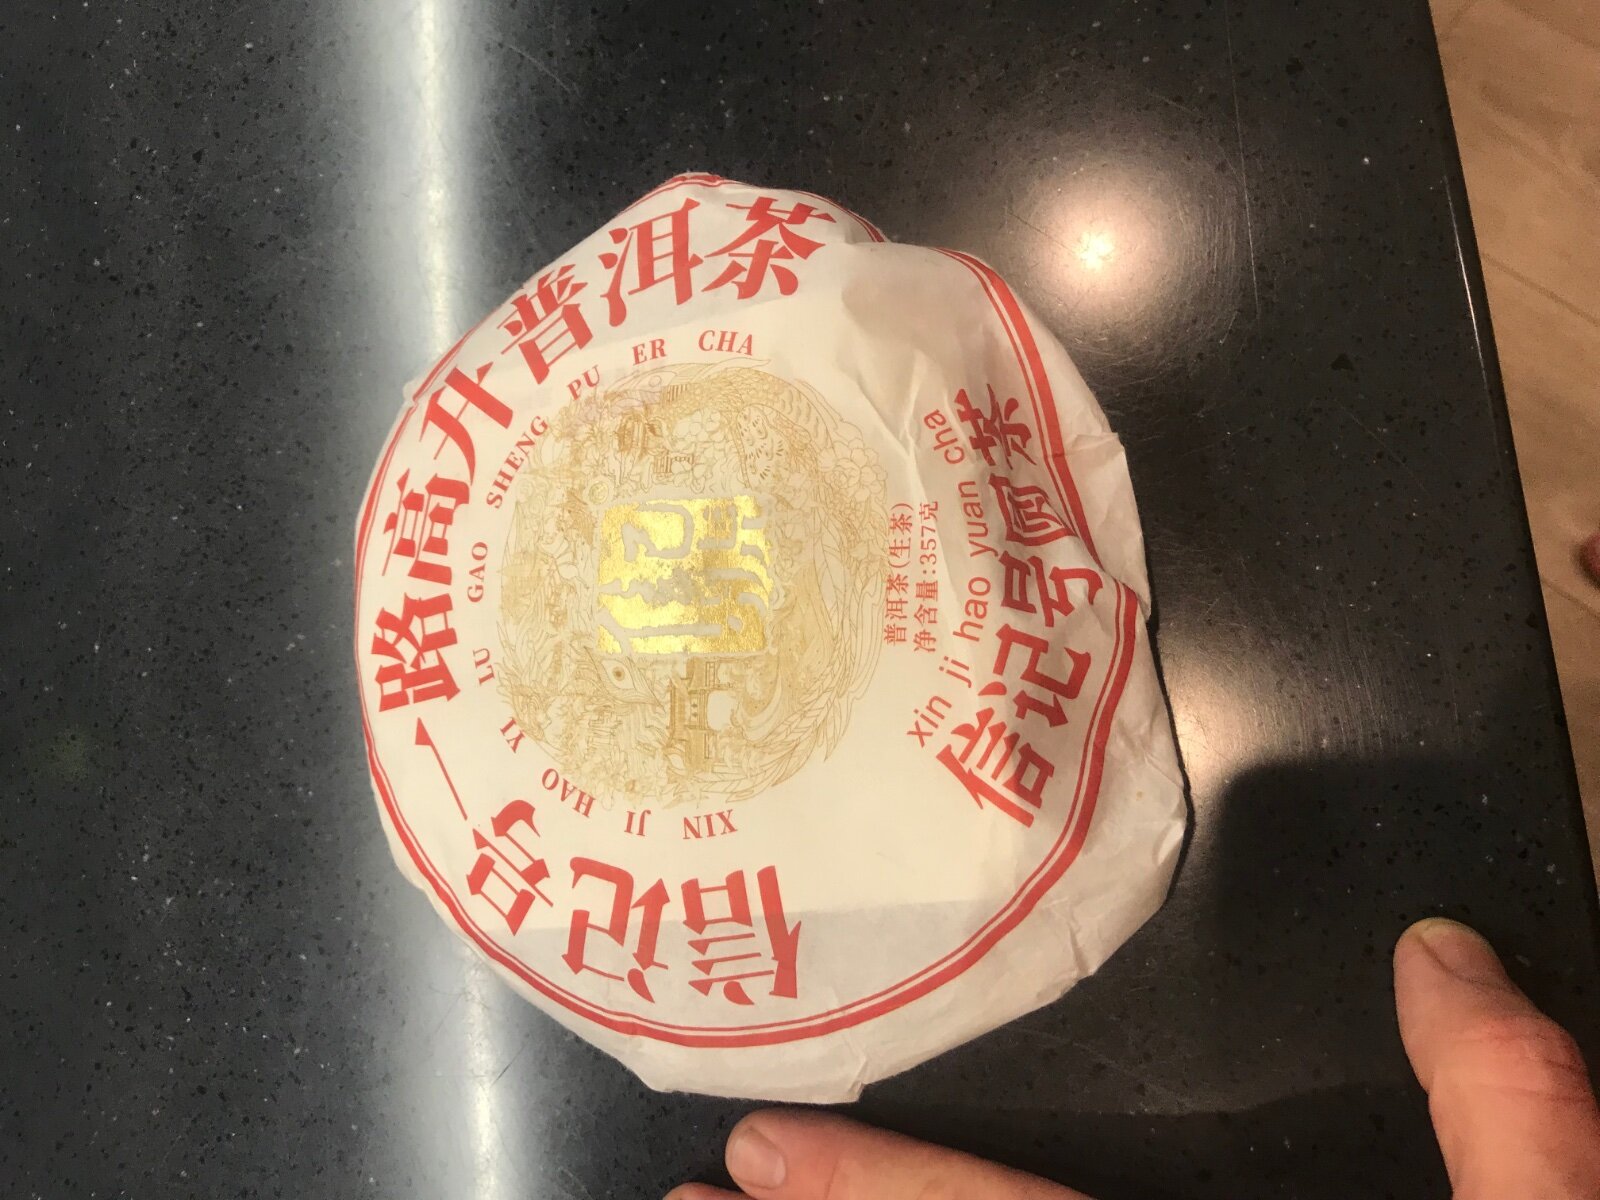 信记号一路高升普洱茶
XIN JI HAO YI LU GAO SHENG PU ER CHA
普洱茶(生茶)
净含量:357克
xin ji hao yuan cha
信记号圆茶